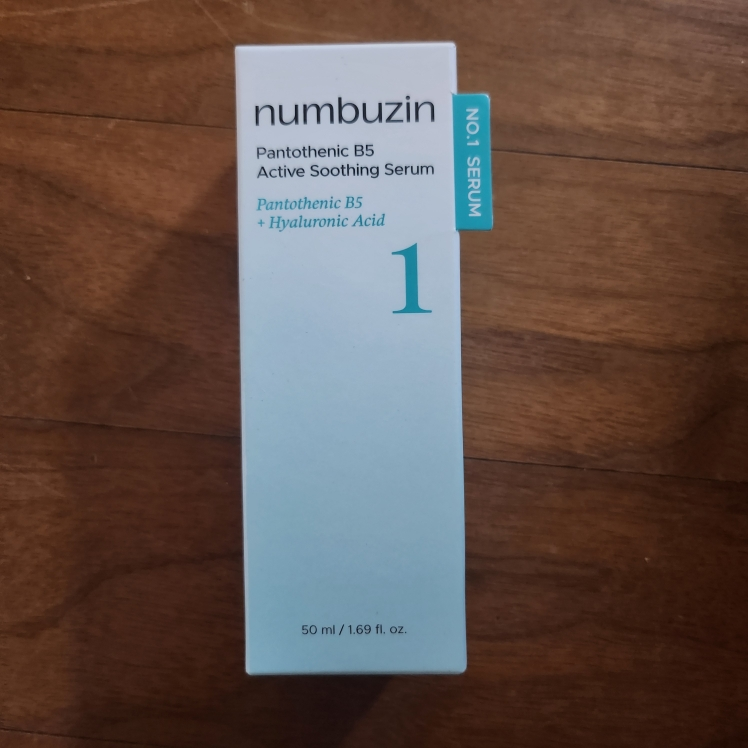 numbuzin
Pantothenic B5
Active Soothing Serum
Pantothenic B5
+ Hyaluronic Acid
1
NO.1 SERUM
50 ml / 1.69 fl. oz.